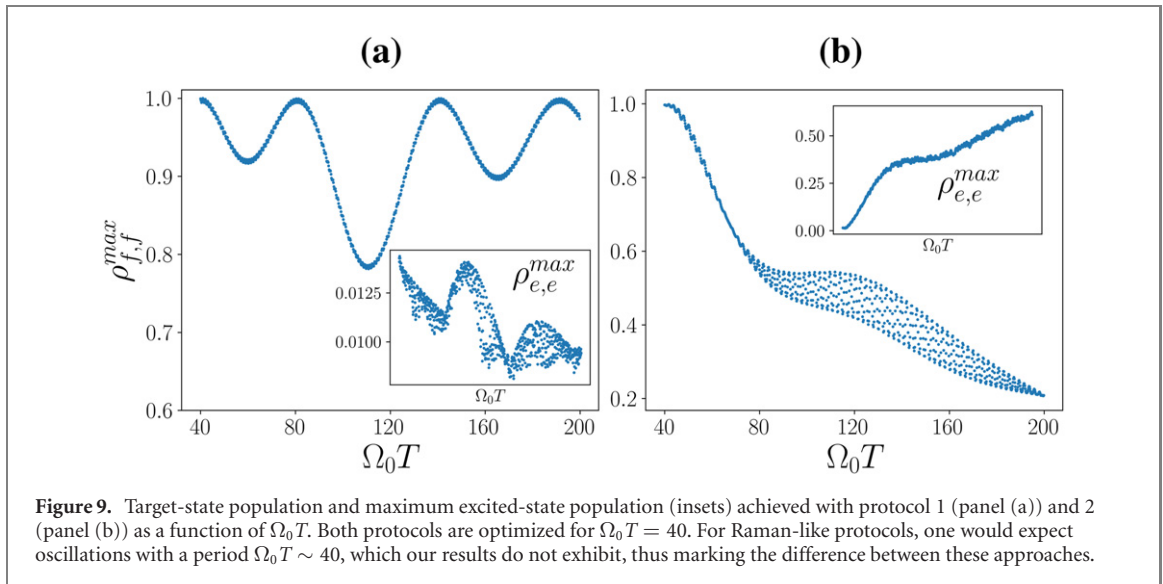 (a)
(b)
1.0
0.9
0.8
0.7
0.6
ρ_{f,f}^{max}
40
80
120
160
200
Ω₀T
0.0125
0.0100
ρ_{e,e}^{max}
Ω₀T
1.0
0.8
0.6
0.4
0.2
40
80
120
160
200
Ω₀T
0.50
0.25
0.00
ρ_{e,e}^{max}
Ω₀T
Figure 9. Target-state population and maximum excited-state population (insets) achieved with protocol 1 (panel (a)) and 2
(panel (b)) as a function of Ω₀T. Both protocols are optimized for Ω₀T = 40. For Raman-like protocols, one would expect
oscillations with a period Ω₀T ∼ 40, which our results do not exhibit, thus marking the difference between these approaches.